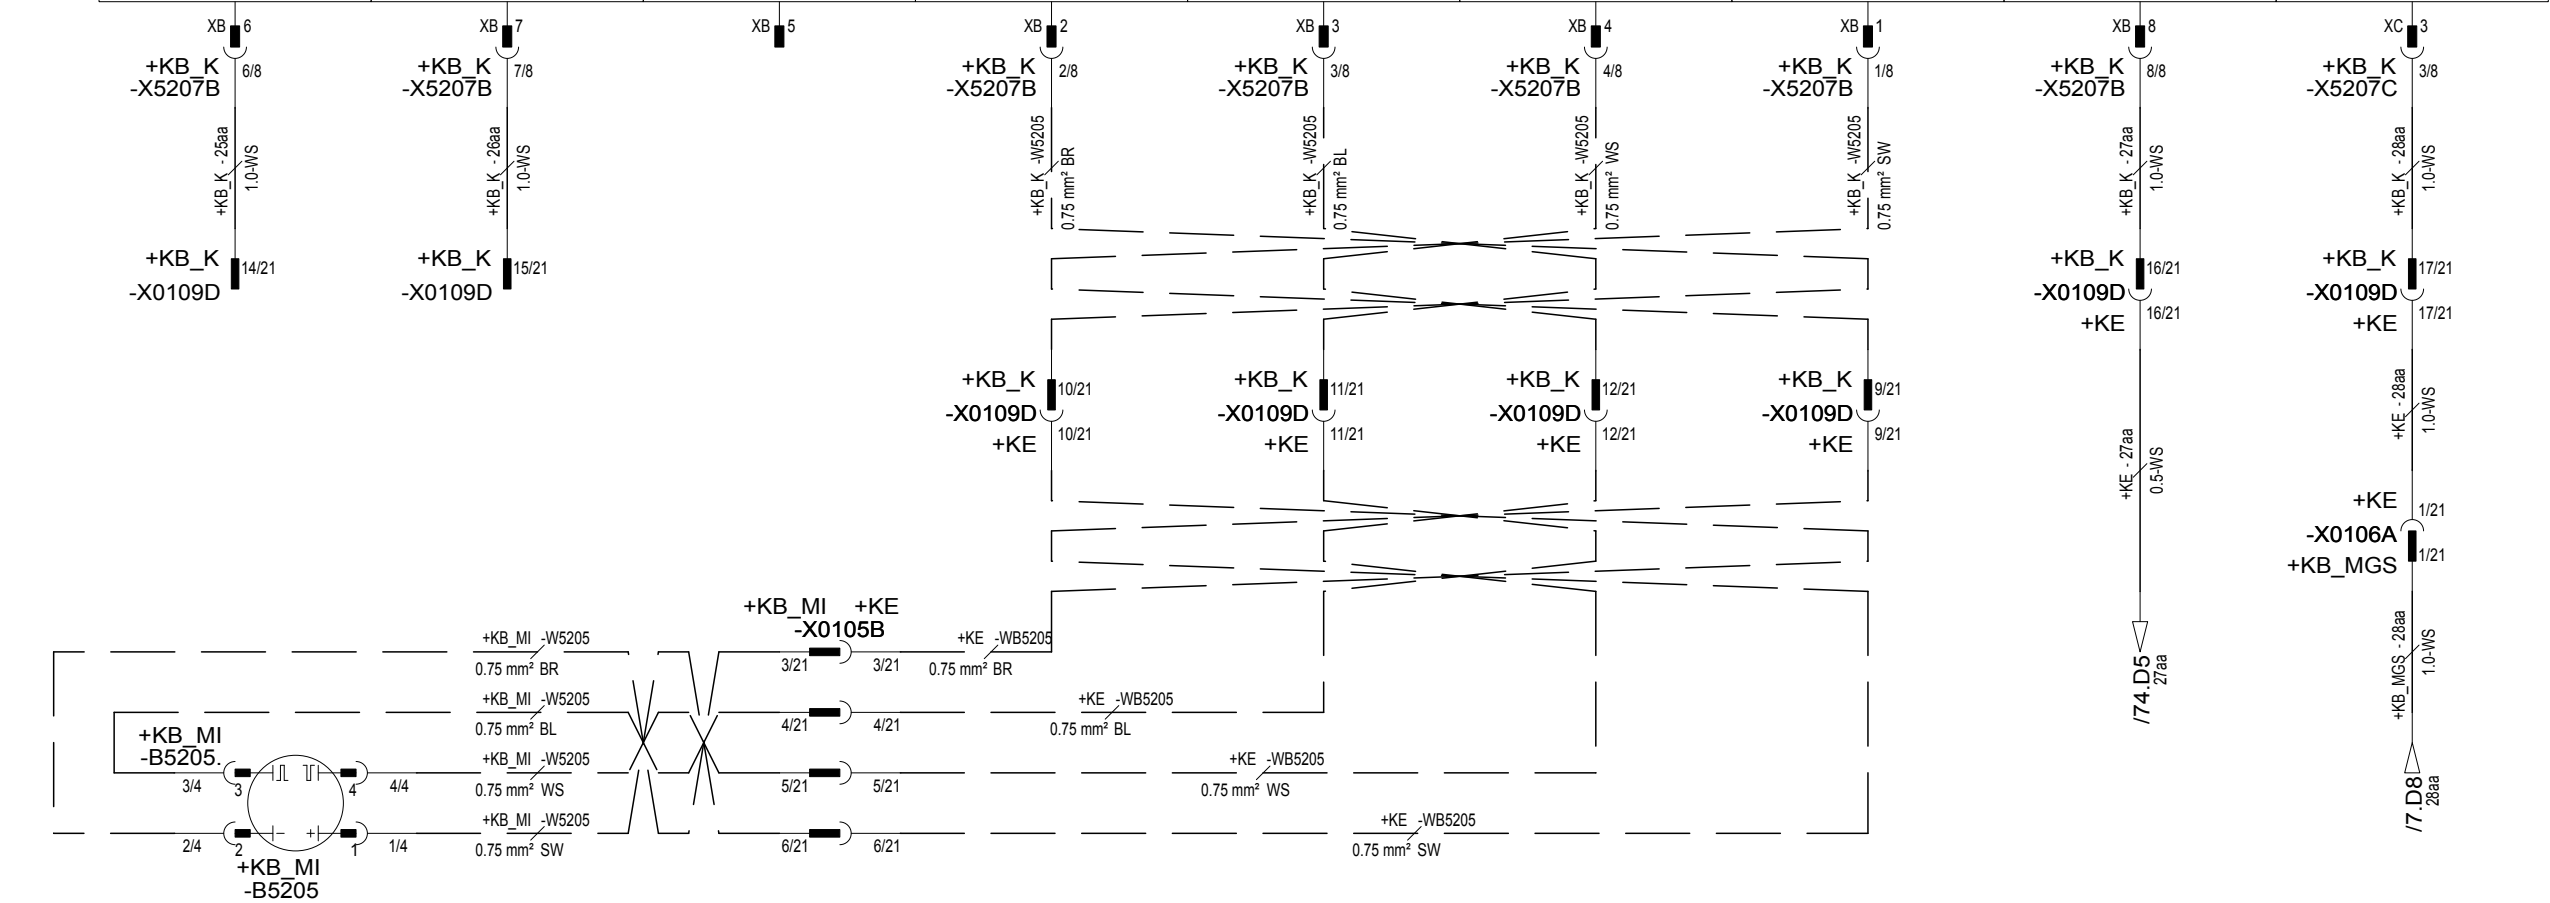 XB 6
XB 7
XB 5
XB 2
XB 3
XB 4
XB 1
XB 8
XC 3
+KB_K 6/8
-X5207B
+KB_K 7/8
-X5207B
+KB_K 2/8
-X5207B
+KB_K 3/8
-X5207B
+KB_K 4/8
-X5207B
+KB_K 1/8
-X5207B
+KB_K 8/8
-X5207B
+KB_K 3/8
-X5207C
+KB_K - 25aa
1.0-WS
+KB_K - 26aa
1.0-WS
+KB_K -W5205
0.75 mm² BR
+KB_K -W5205
0.75 mm² BL
+KB_K -W5205
0.75 mm² WS
+KB_K -W5205
0.75 mm² SW
+KB_K - 27aa
1.0-WS
+KB_K - 28aa
1.0-WS
+KB_K 14/21
-X0109D
+KB_K 15/21
-X0109D
+KB_K 16/21
-X0109D
+KE 16/21
+KB_K 17/21
-X0109D
+KE 17/21
+KB_K 10/21
-X0109D
+KE 10/21
+KB_K 11/21
-X0109D
+KE 11/21
+KB_K 12/21
-X0109D
+KE 12/21
+KB_K 9/21
-X0109D
+KE 9/21
+KE - 27aa
0.5-WS
+KE - 28aa
1.0-WS
+KE 1/21
-X0106A
1/21
+KB_MGS
+KB_MGS - 28aa
1.0-WS
/74.D5
27aa
/7.D8
28aa
+KB_MI +KE
-X0105B
+KB_MI -W5205
0.75 mm² BR
3/21 3/21
+KE -WB5205
0.75 mm² BR
+KB_MI -W5205
0.75 mm² BL
4/21 4/21
+KE -WB5205
0.75 mm² BL
+KB_MI
-B5205.
3/4 3 4 4/4
+KB_MI -W5205
0.75 mm² WS
5/21 5/21
+KE -WB5205
0.75 mm² WS
2/4 2 - + 1 1/4
+KB_MI -W5205
0.75 mm² SW
6/21 6/21
+KE -WB5205
0.75 mm² SW
+KB_MI
-B5205